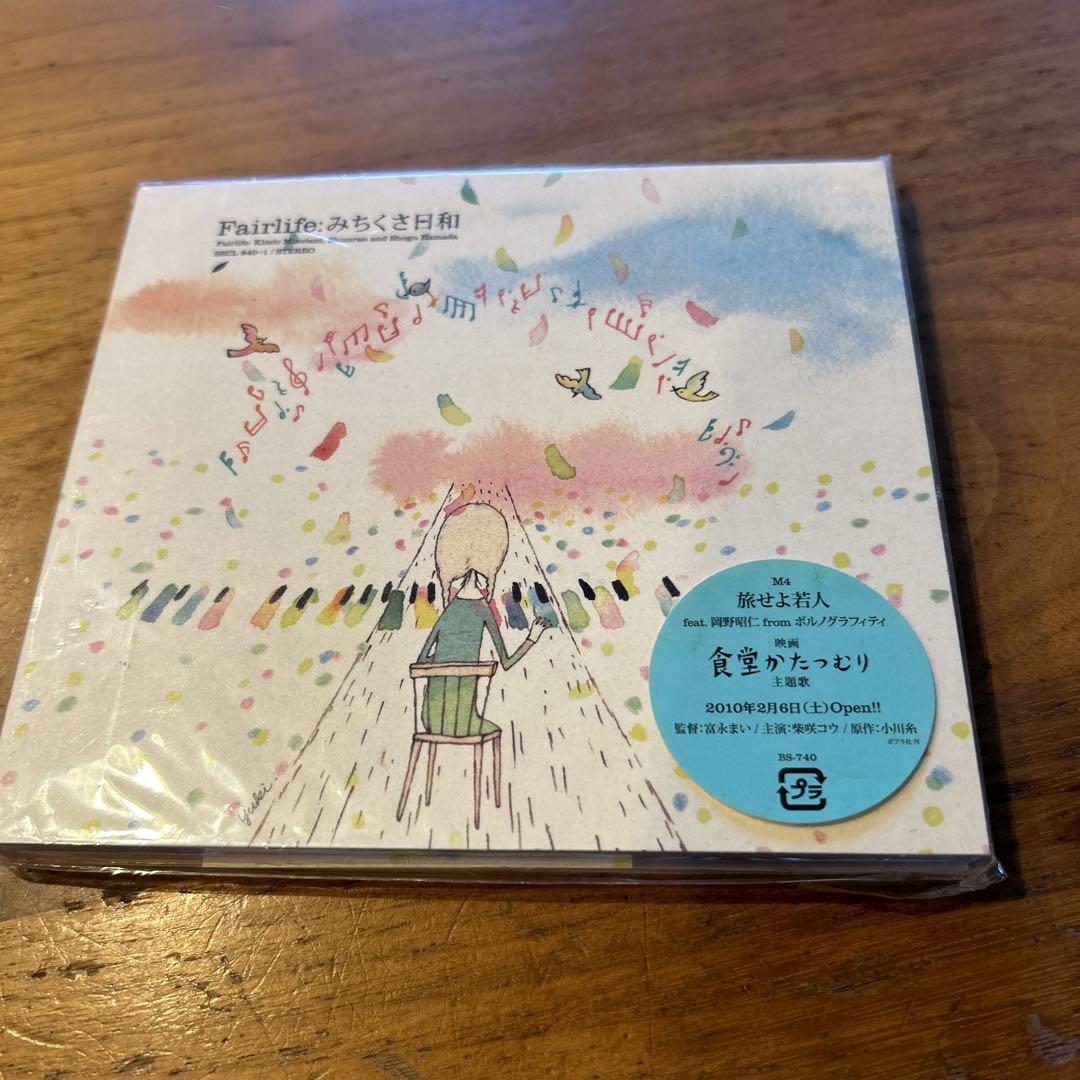 Fairlife:みちくさ日和
Fairlife: Kimio Mizutani, Shunran and Shogo Hamada
SECL 840~1 / STEREO
M4
旅せよ若人
feat. 岡野昭仁 from ポルノグラフィティ
映画
食堂かたつむり
主題歌
2010年2月6日(土)Open!!
監督:富永まい / 主演:柴咲コウ / 原作:小川糸
ポプラ社 刊
BS-740
プラ
yuki